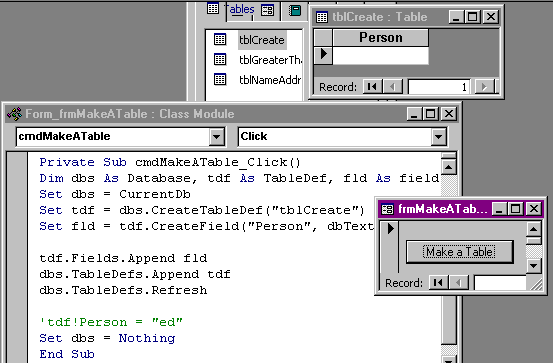 Tables
tblCreate
tblGreaterTha
tblNameAddr
tblCreate : Table
Person
Record: 1
Form_frmMakeATable : Class Module
cmdMakeATable Click
Private Sub cmdMakeATable_Click()
Dim dbs As Database, tdf As TableDef, fld As field
Set dbs = CurrentDb
Set tdf = dbs.CreateTableDef("tblCreate")
Set fld = tdf.CreateField("Person", dbText
tdf.Fields.Append fld
dbs.TableDefs.Append tdf
dbs.TableDefs.Refresh
'tdf!Person = "ed"
Set dbs = Nothing
End Sub
frmMakeATab...
Make a Table
Record: